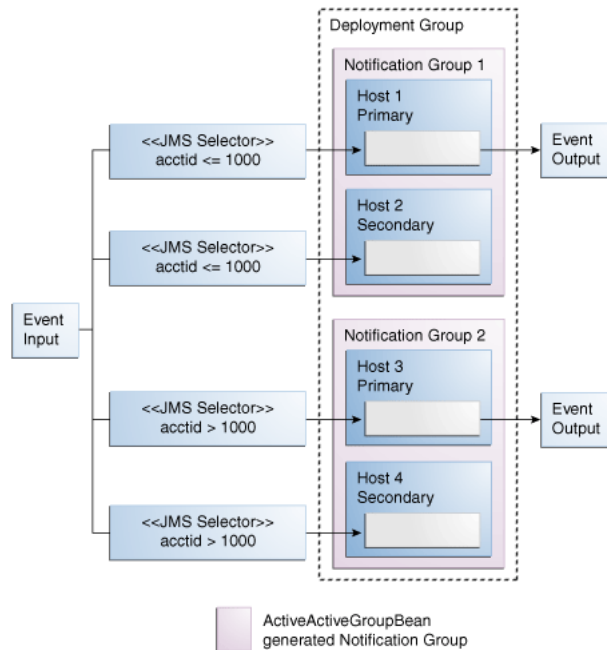 Deployment Group
Notification Group 1
Host 1
Primary
<<JMS Selector>>
acctid <= 1000
Event
Output
Host 2
Secondary
<<JMS Selector>>
acctid <= 1000
Event
Input
Notification Group 2
Host 3
Primary
<<JMS Selector>>
acctid > 1000
Event
Output
Host 4
Secondary
<<JMS Selector>>
acctid > 1000
ActiveActiveGroupBean
generated Notification Group